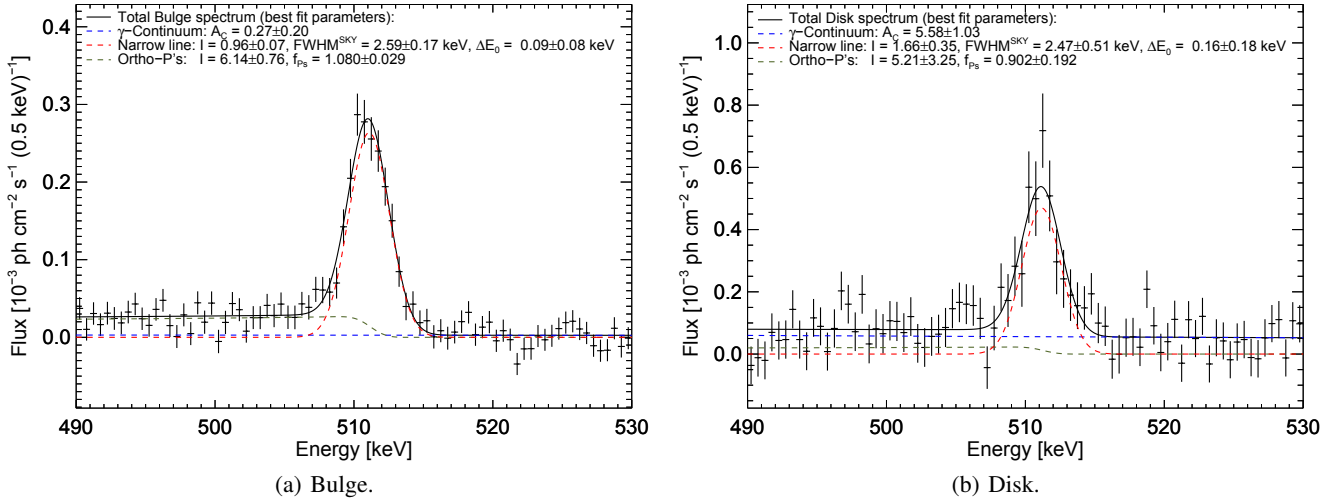 Total Bulge spectrum (best fit parameters):
γ−Continuum: A_C = 0.27±0.20
Narrow line: I = 0.96±0.07, FWHM^SKY = 2.59±0.17 keV, ΔE_0 = 0.09±0.08 keV
Ortho−P's: I = 6.14±0.76, f_Ps = 1.080±0.029
0.4
0.3
0.2
0.1
0.0
Flux [10^−3 ph cm^−2 s^−1 (0.5 keV)^−1]
490 500 510 520 530
Energy [keV]
(a) Bulge.
Total Disk spectrum (best fit parameters):
γ−Continuum: A_C = 5.58±1.03
Narrow line: I = 1.66±0.35, FWHM^SKY = 2.47±0.51 keV, ΔE_0 = 0.16±0.18 keV
Ortho−P's: I = 5.21±3.25, f_Ps = 0.902±0.192
1.0
0.8
0.6
0.4
0.2
0.0
Flux [10^−3 ph cm^−2 s^−1 (0.5 keV)^−1]
490 500 510 520 530
Energy [keV]
(b) Disk.